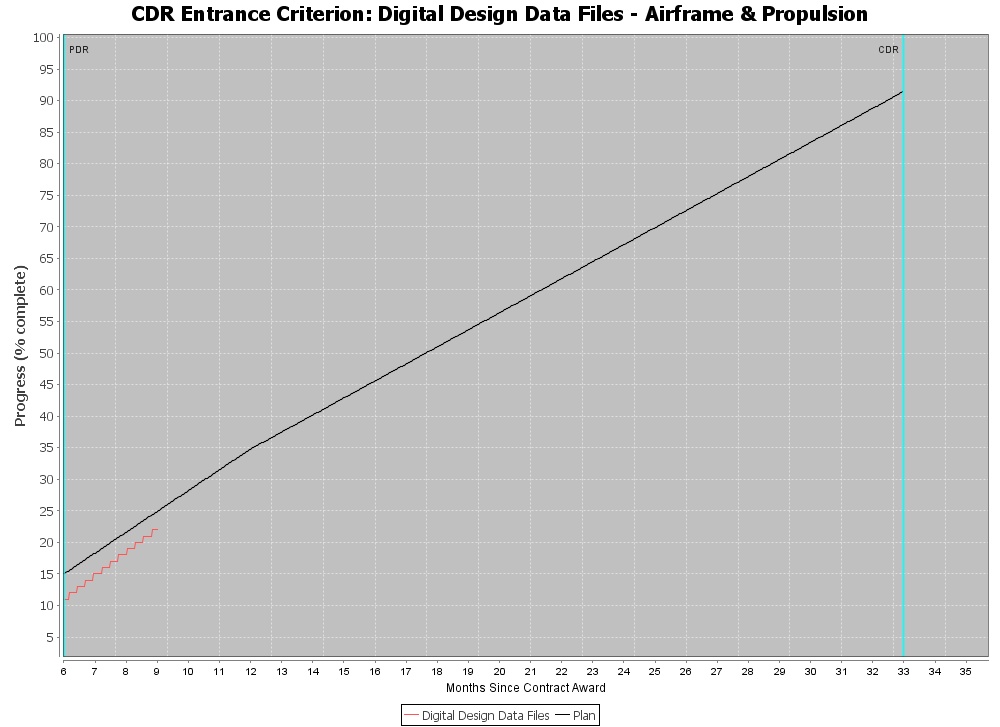 CDR Entrance Criterion: Digital Design Data Files - Airframe & Propulsion
100
95
90
85
80
75
70
65
60
55
50
45
40
35
30
25
20
15
10
5
Progress (% complete)
PDR
CDR
6 7 8 9 10 11 12 13 14 15 16 17 18 19 20 21 22 23 24 25 26 27 28 29 30 31 32 33 34 35
Months Since Contract Award
Digital Design Data Files Plan